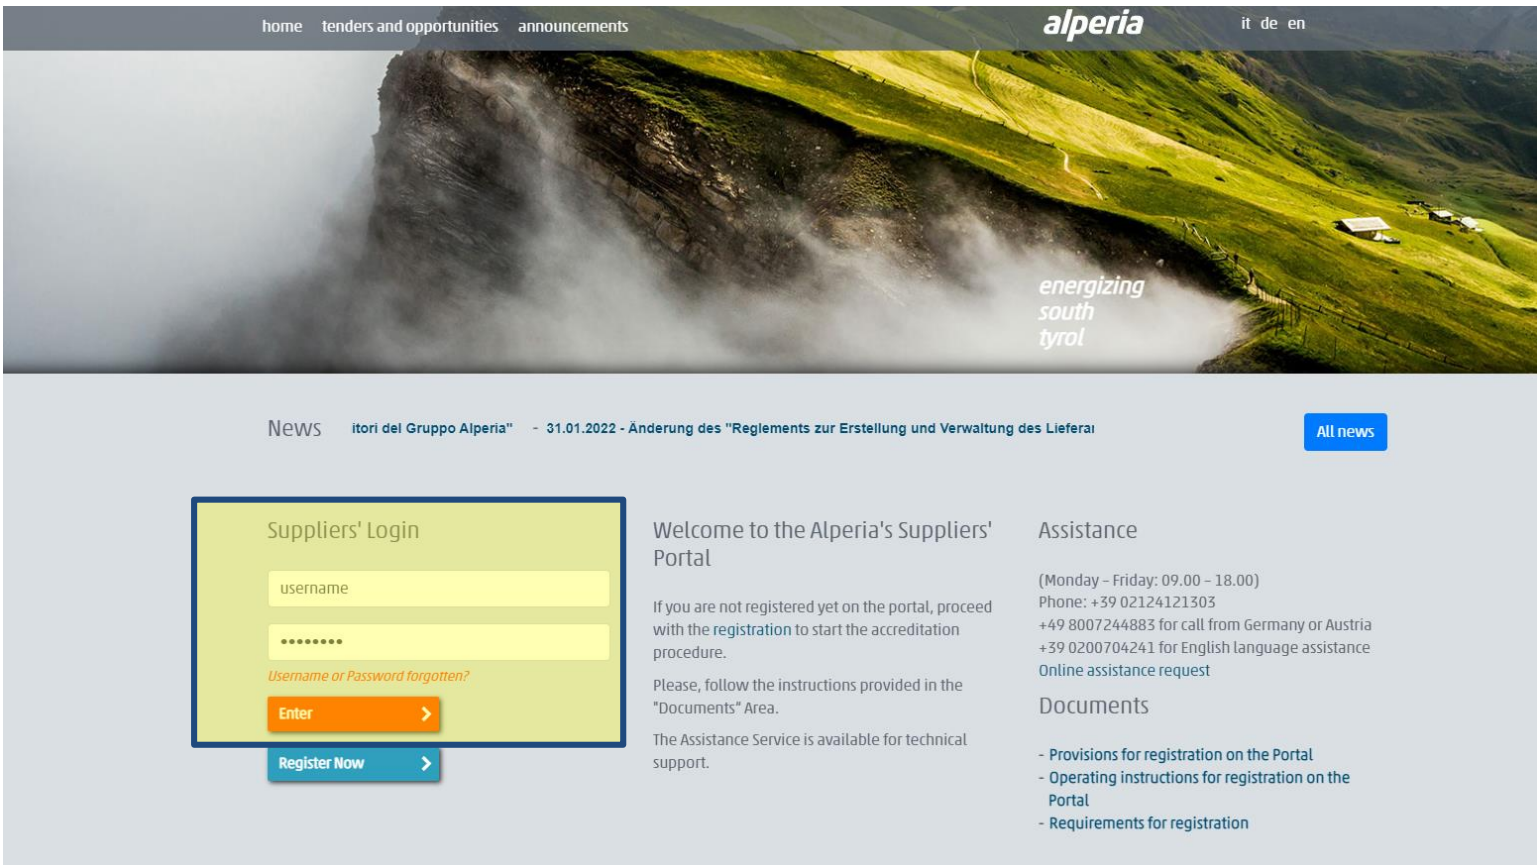 home tenders and opportunities announcements
alperia
it de en
energizing
south
tyrol
News
itori del Gruppo Alperia" - 31.01.2022 - Änderung des "Reglements zur Erstellung und Verwaltung des Lieferar
All news
Suppliers' Login
username
••••••••
Username or Password forgotten?
Enter
Register Now
Welcome to the Alperia's Suppliers'
Portal
If you are not registered yet on the portal, proceed
with the registration to start the accreditation
procedure.
Please, follow the instructions provided in the
"Documents" Area.
The Assistance Service is available for technical
support.
Assistance
(Monday – Friday: 09.00 – 18.00)
Phone: +39 02124121303
+49 8007244883 for call from Germany or Austria
+39 0200704241 for English language assistance
Online assistance request
Documents
- Provisions for registration on the Portal
- Operating instructions for registration on the
Portal
- Requirements for registration